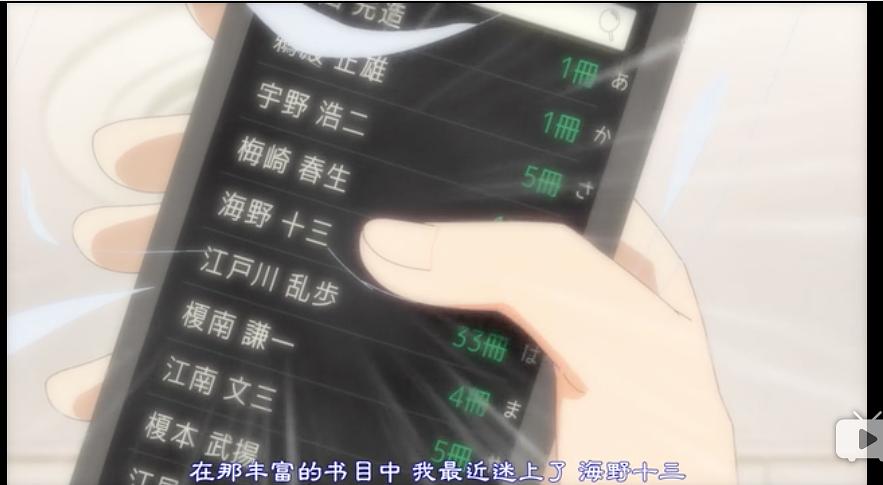 正雄 1冊 あ
宇野 浩二 1冊 か
梅崎 春生 5冊 さ
海野 十三
江戸川 乱歩
榎南 謙一 33冊 は
江南 文三 4冊 ま
榎本 武揚 5冊
在那丰富的书目中 我最近迷上了 海野十三